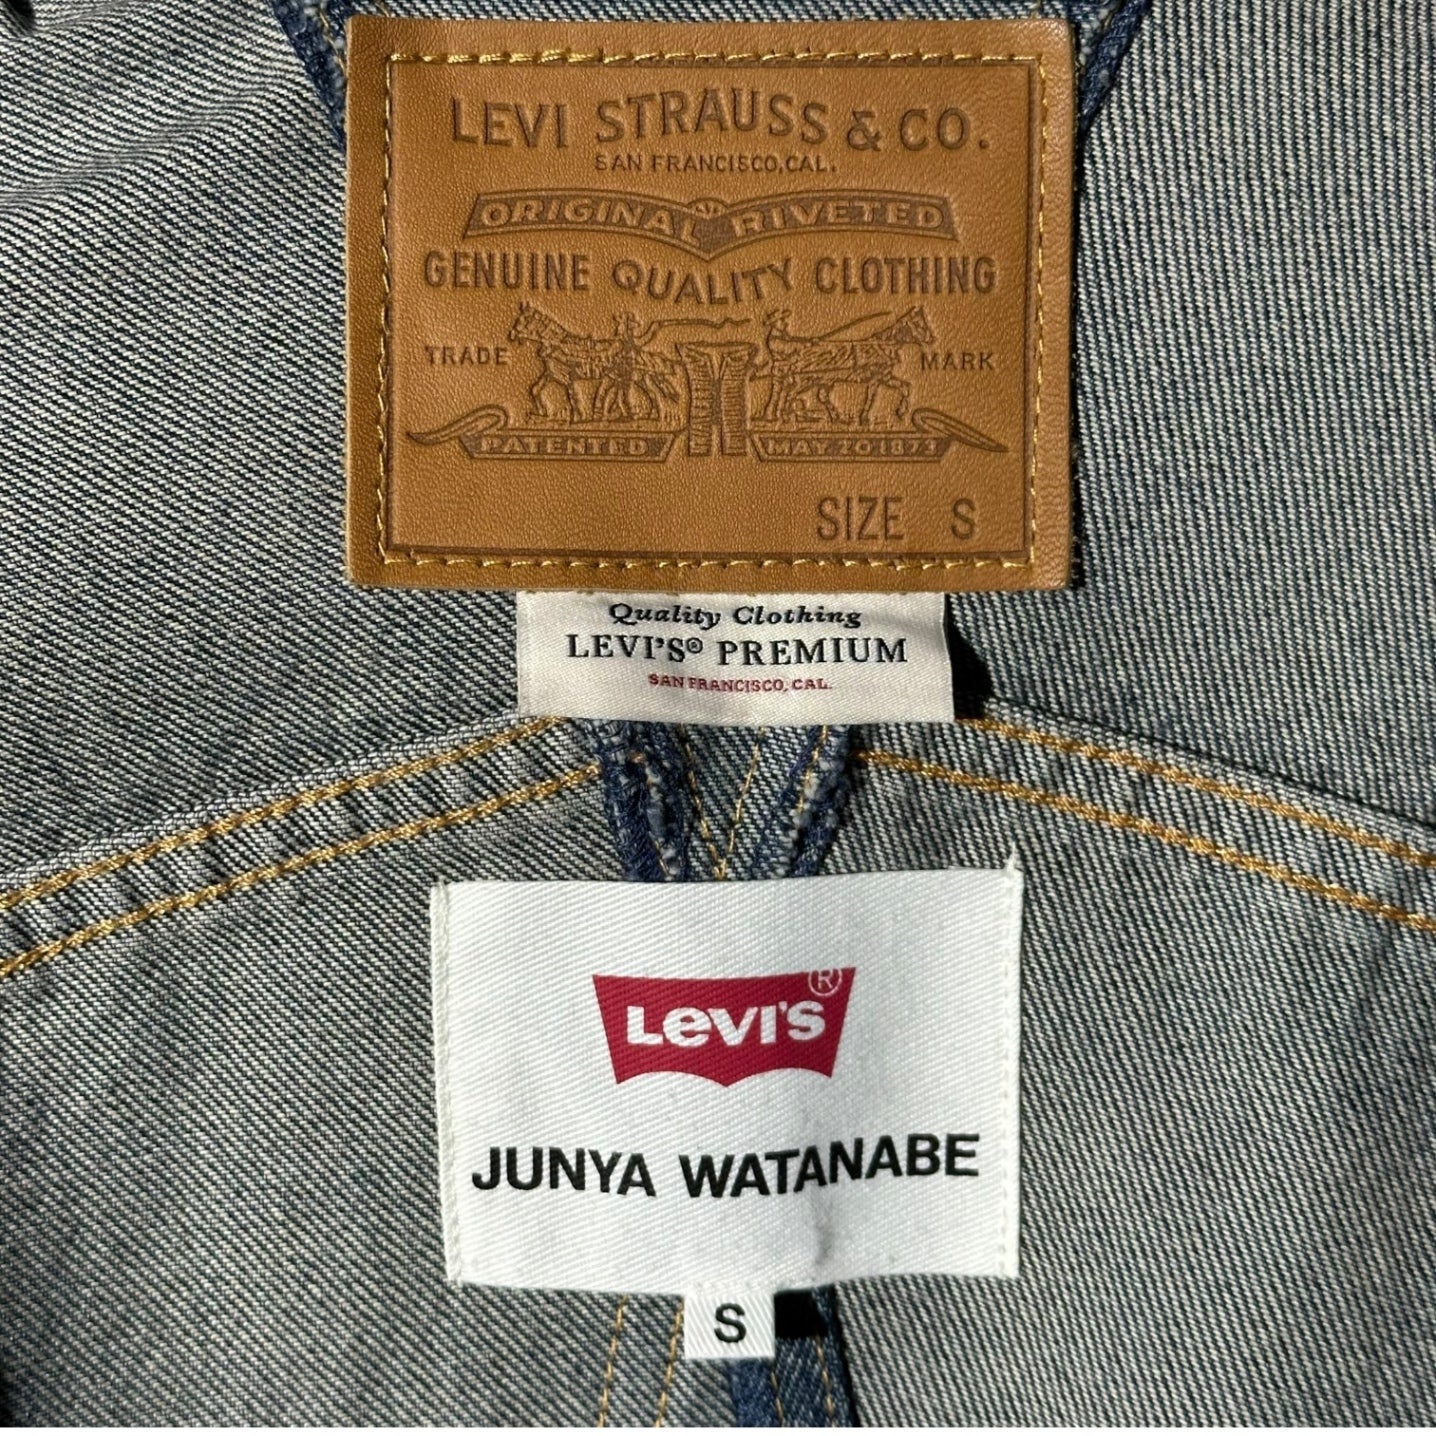 LEVI STRAUSS & CO.
SAN FRANCISCO, CAL.
ORIGINAL RIVETED
GENUINE QUALITY CLOTHING
TRADE MARK
PATENTED MAY 20 1873
SIZE S
Quality Clothing
LEVI'S® PREMIUM
SAN FRANCISCO, CAL.
LEVI'S ®
JUNYA WATANABE
S